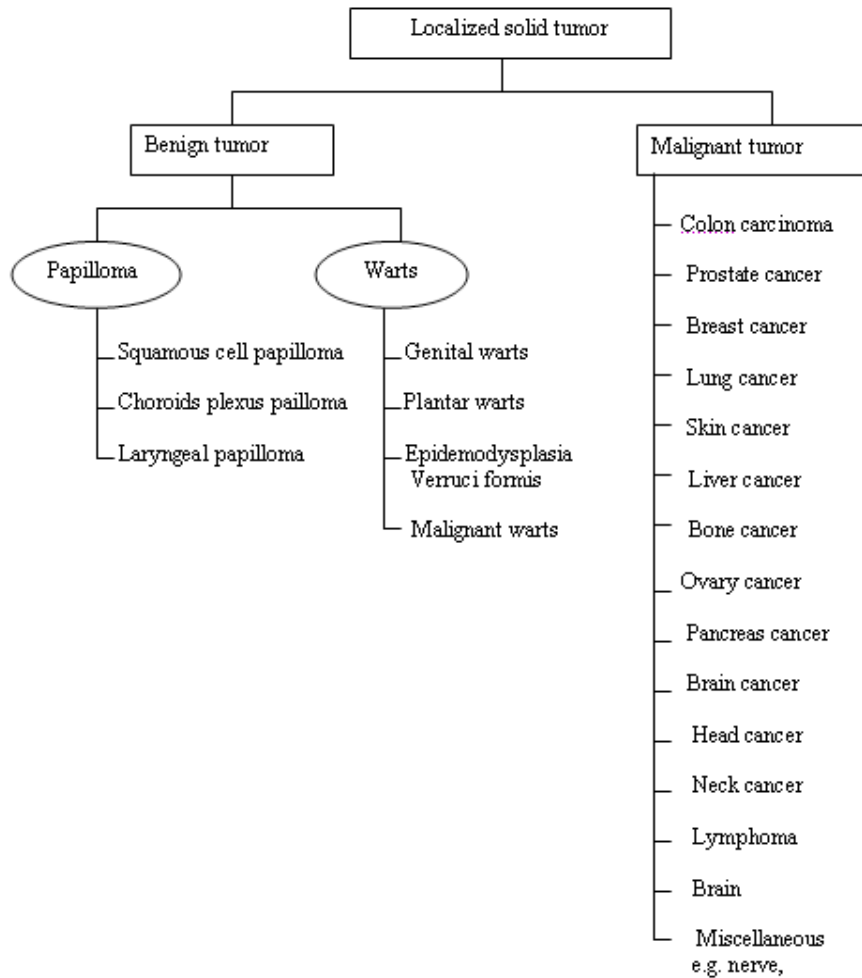 Localized solid tumor
Benign tumor
Malignant tumor
Papilloma
Warts
Squamous cell papilloma
Choroids plexus pailloma
Laryngeal papilloma
Genital warts
Plantar warts
Epidemodysplasia
Verruci formis
Malignant warts
Colon carcinoma
Prostate cancer
Breast cancer
Lung cancer
Skin cancer
Liver cancer
Bone cancer
Ovary cancer
Pancreas cancer
Brain cancer
Head cancer
Neck cancer
Lymphoma
Brain
Miscellaneous
e.g. nerve,